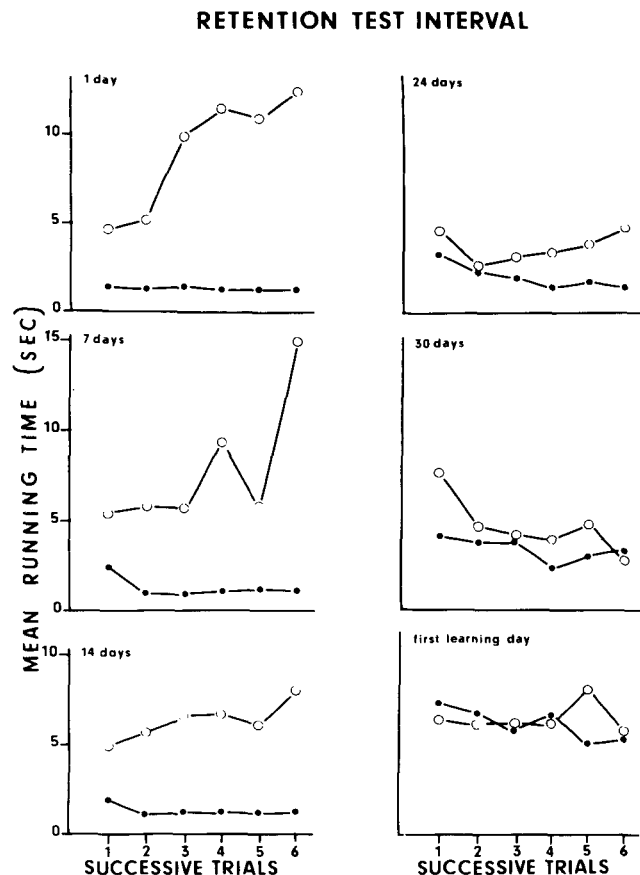 RETENTION TEST INTERVAL
1 day
10
5
0
24 days
MEAN RUNNING TIME (SEC)
15
7 days
10
5
0
30 days
10
14 days
5
0
first learning day
1 2 3 4 5 6
SUCCESSIVE TRIALS
1 2 3 4 5 6
SUCCESSIVE TRIALS